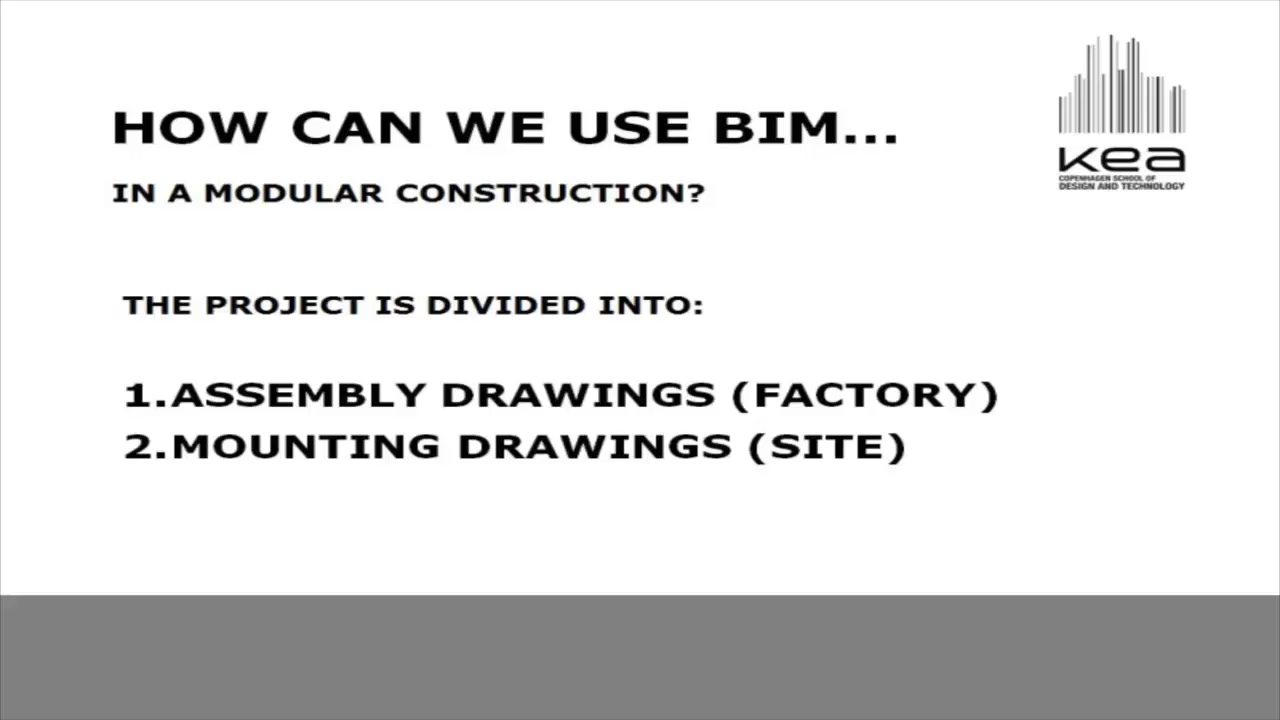 HOW CAN WE USE BIM...
IN A MODULAR CONSTRUCTION?
kea
COPENHAGEN SCHOOL OF
DESIGN AND TECHNOLOGY
THE PROJECT IS DIVIDED INTO:
1.ASSEMBLY DRAWINGS (FACTORY)
2.MOUNTING DRAWINGS (SITE)